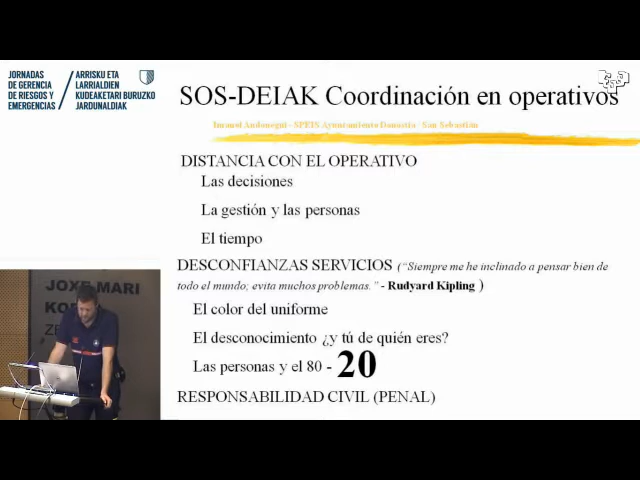 JORNADAS
DE GERENCIA
DE RIESGOS Y
EMERGENCIAS
ARRISKU ETA
LARRIALDIEN
KUDEAKETARI BURUZKO
JARDUNALDIAK
SOS-DEIAK Coordinación en operativos
Imanol Andonegui - SPEIS Ayuntamiento Donostia - San Sebastián
DISTANCIA CON EL OPERATIVO
Las decisiones
La gestión y las personas
El tiempo
DESCONFIANZAS SERVICIOS (“Siempre me he inclinado a pensar bien de
todo el mundo; evita muchos problemas.” - Rudyard Kipling )
El color del uniforme
El desconocimiento ¿y tú de quién eres?
Las personas y el 80 - 20
RESPONSABILIDAD CIVIL (PENAL)
JOXE MARI